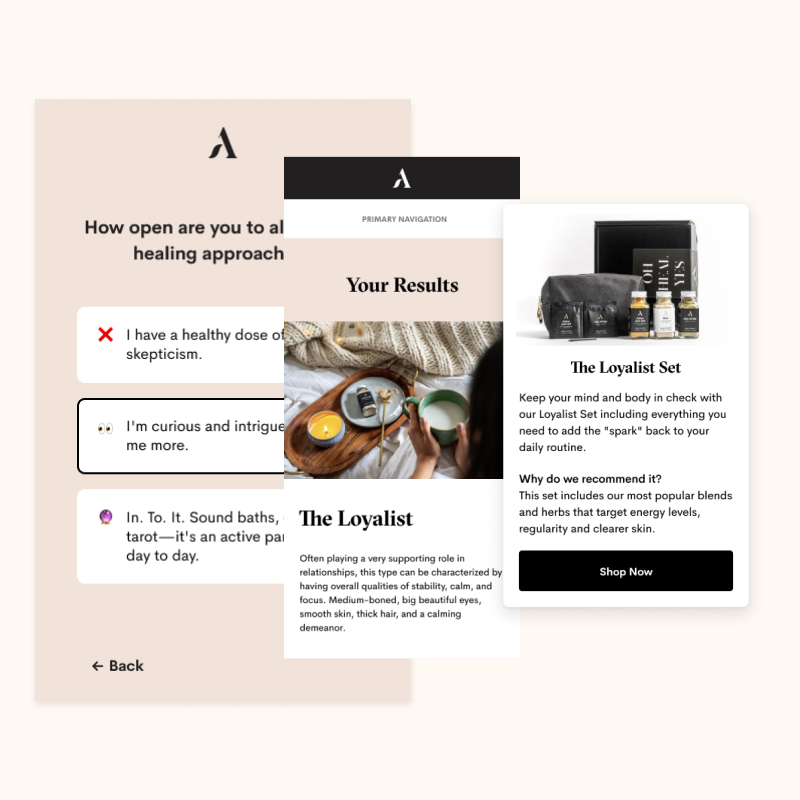 How open are you to al
healing approach
I have a healthy dose of
skepticism.
I'm curious and intrigue
me more.
In. To. It. Sound baths,
tarot—it's an active par
day to day.
← Back
PRIMARY NAVIGATION
Your Results
The Loyalist
Often playing a very supporting role in
relationships, this type can be characterized by
having overall qualities of stability, calm, and
focus. Medium-boned, big beautiful eyes,
smooth skin, thick hair, and a calming
demeanor.
OH
HEAL
YES
The Loyalist Set
Keep your mind and body in check with
our Loyalist Set including everything you
need to add the "spark" back to your
daily routine.
Why do we recommend it?
This set includes our most popular blends
and herbs that target energy levels,
regularity and clearer skin.
Shop Now